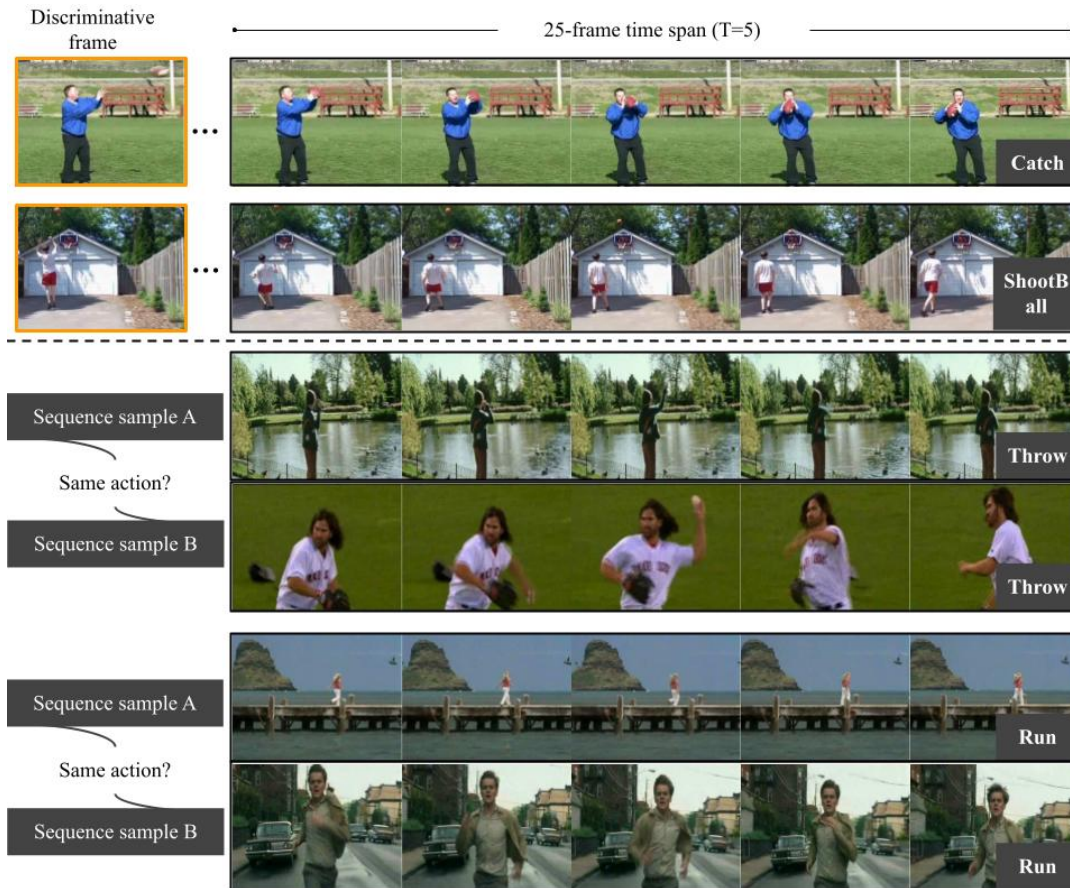 Discriminative
frame
25-frame time span (T=5)
Catch
ShootB
all
Sequence sample A
Same action?
Sequence sample B
Throw
Throw
Sequence sample A
Same action?
Sequence sample B
Run
Run